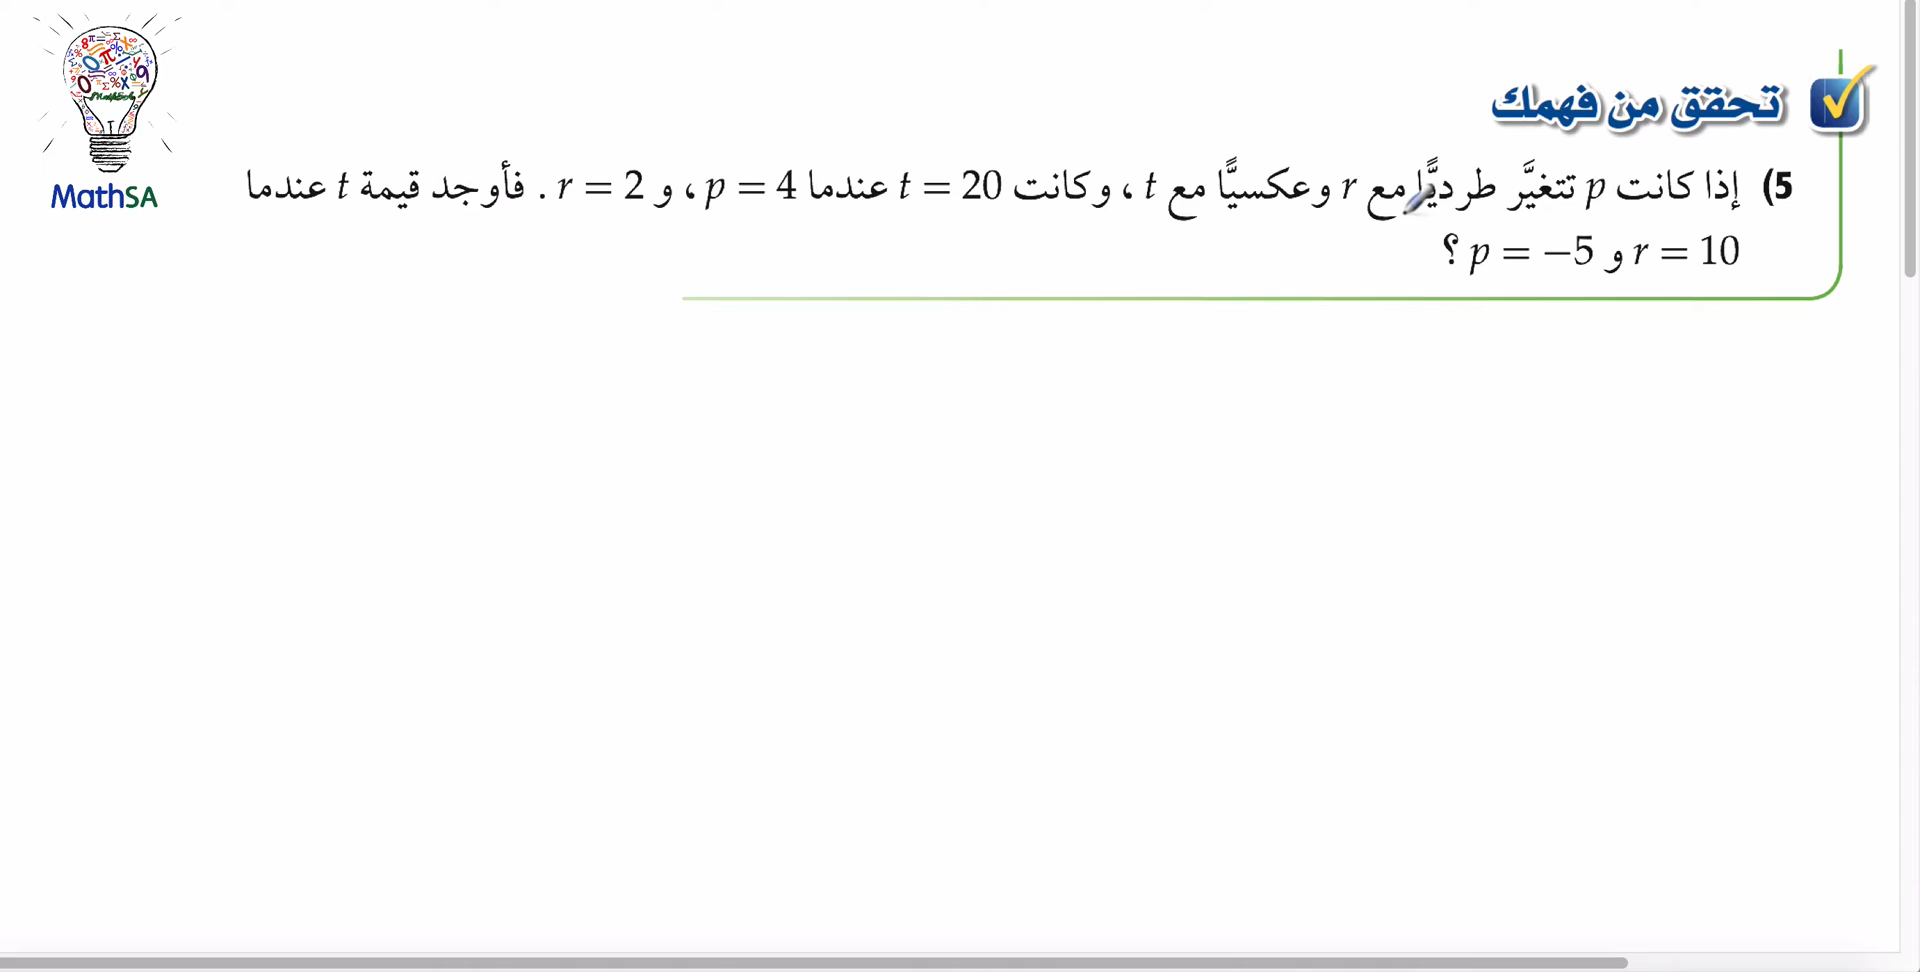 MathSA
تحقق من فهمك
5) إذا كانت p تتغيَّر طرديًّا مع r وعكسيًّا مع t ، وكانت t = 20 عندما p = 4 ، و r = 2 . فأوجد قيمة t عندما
r = 10 و p = −5 ؟